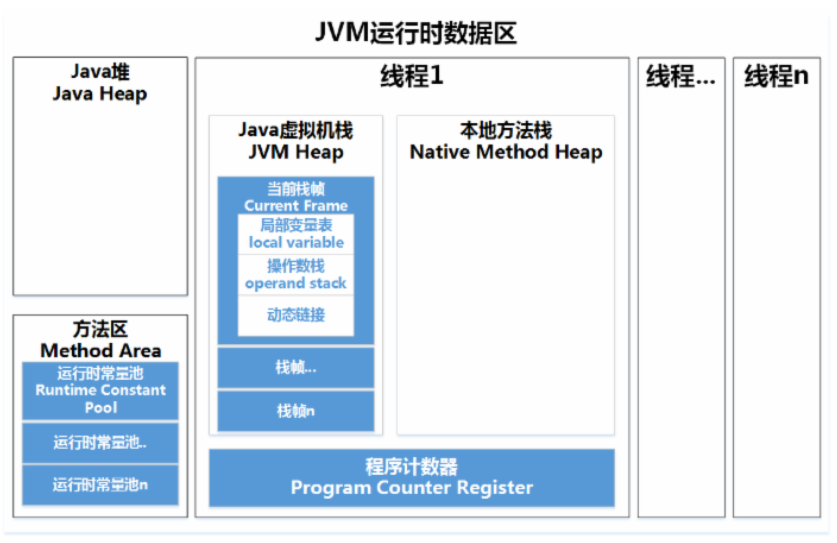 JVM运行时数据区
Java堆
Java Heap
方法区
Method Area
运行时常量池
Runtime Constant
Pool
运行时常量池..
运行时常量池n
线程1
Java虚拟机栈
JVM Heap
当前栈帧
Current Frame
局部变量表
local variable
操作数栈
operand stack
动态链接
栈帧...
栈帧n
本地方法栈
Native Method Heap
程序计数器
Program Counter Register
线程...
线程n